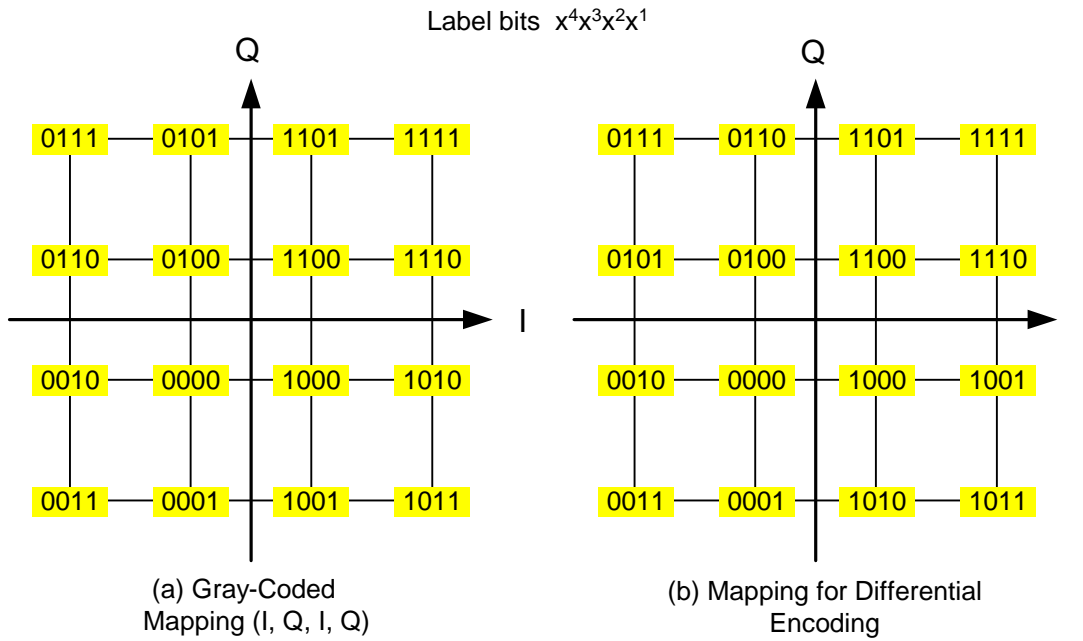 Label bits x⁴x³x²x¹
Q Q
0111 0101 1101 1111 0111 0110 1101 1111
0110 0100 1100 1110 0101 0100 1100 1110
I
0010 0000 1000 1010 0010 0000 1000 1001
0011 0001 1001 1011 0011 0001 1010 1011
(a) Gray-Coded
Mapping (I, Q, I, Q)
(b) Mapping for Differential
Encoding